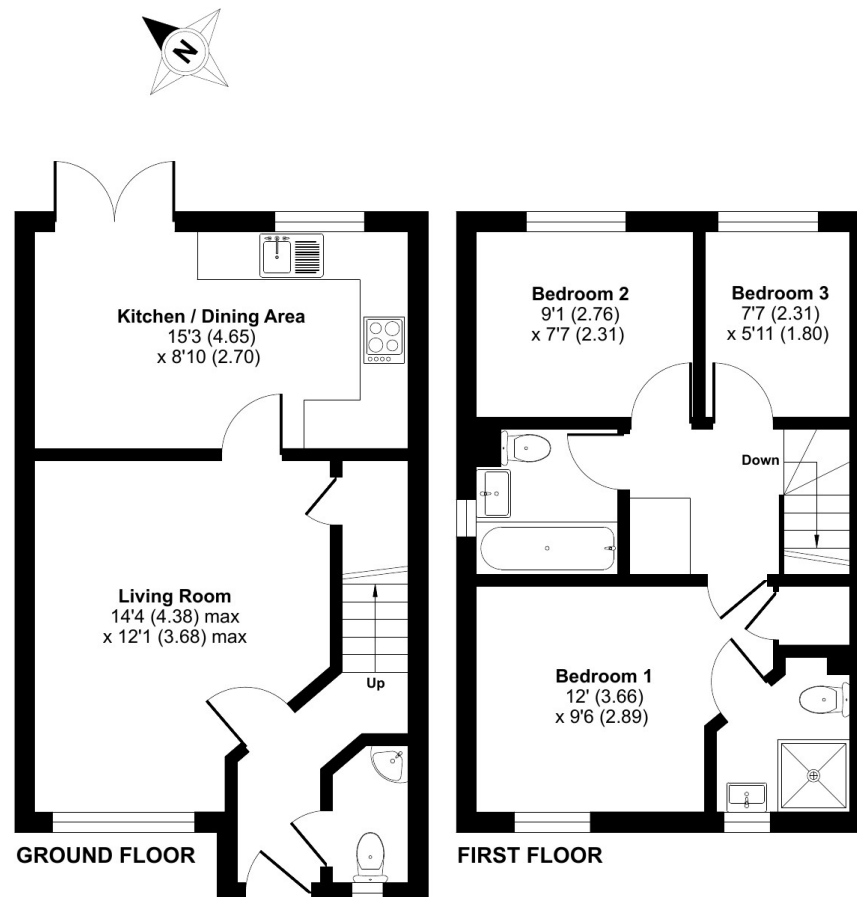 N
Kitchen / Dining Area
15'3 (4.65)
x 8'10 (2.70)
Living Room
14'4 (4.38) max
x 12'1 (3.68) max
Up
GROUND FLOOR
Bedroom 2
9'1 (2.76)
x 7'7 (2.31)
Bedroom 3
7'7 (2.31)
x 5'11 (1.80)
Down
Bedroom 1
12' (3.66)
x 9'6 (2.89)
FIRST FLOOR